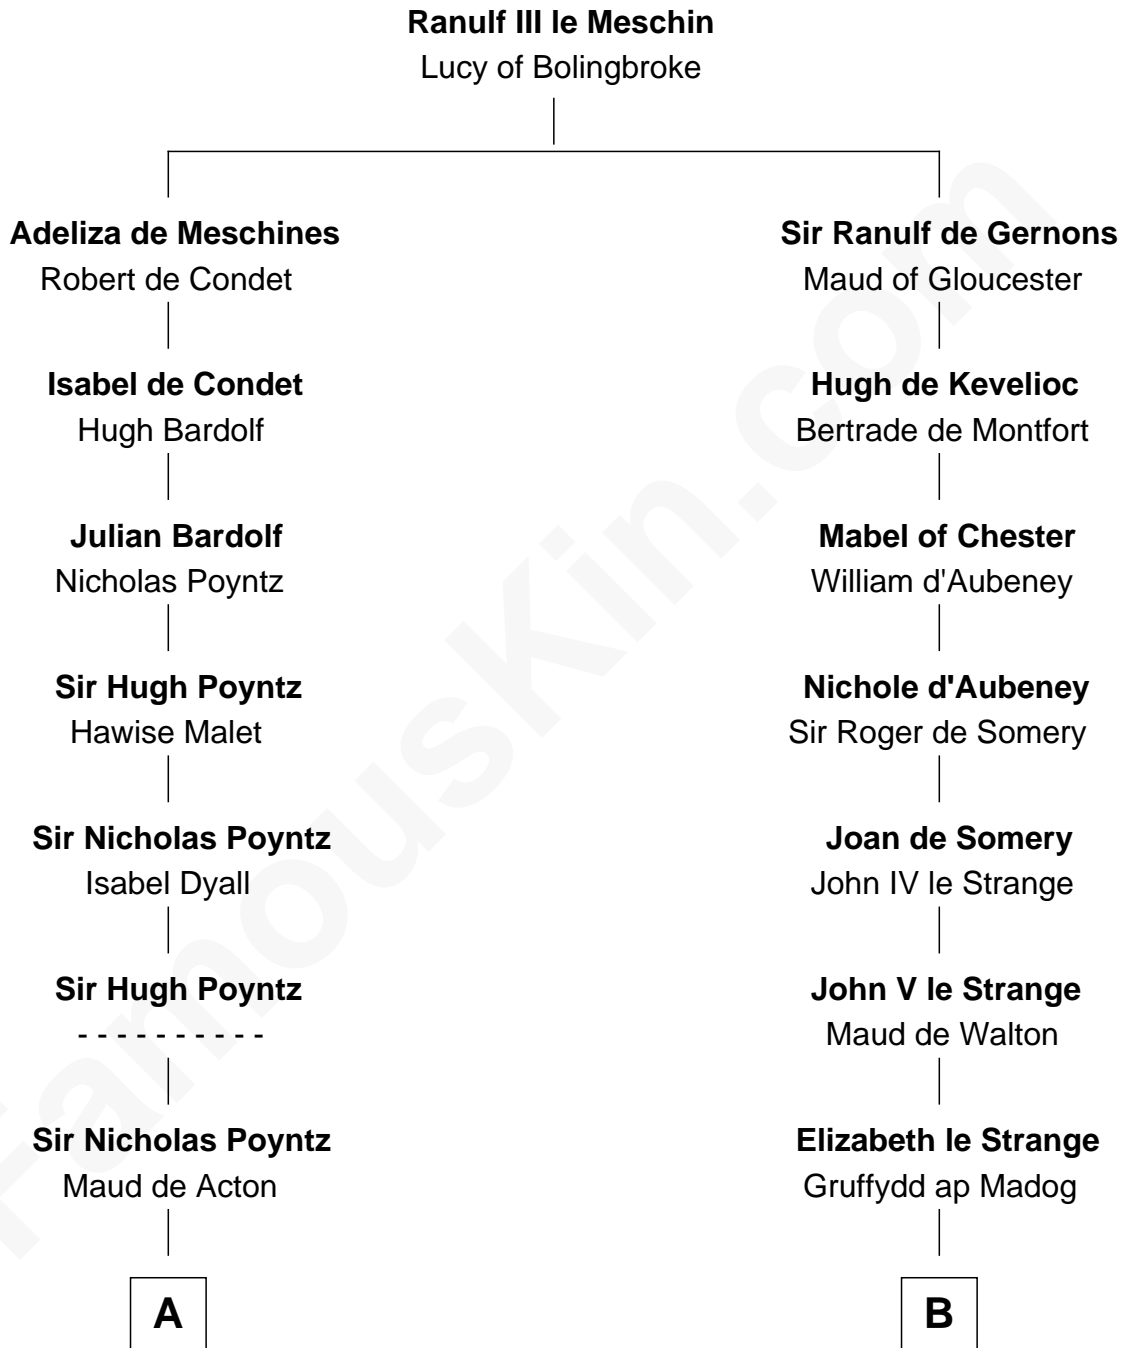 Ranulf III le Meschin
Lucy of Bolingbroke
Adeliza de Meschines
Robert de Condet
Sir Ranulf de Gernons
Maud of Gloucester
Isabel de Condet
Hugh Bardolf
Hugh de Kevelioc
Bertrade de Montfort
Julian Bardolf
Nicholas Poyntz
Mabel of Chester
William d'Aubeney
Sir Hugh Poyntz
Hawise Malet
Nichole d'Aubeney
Sir Roger de Somery
Sir Nicholas Poyntz
Isabel Dyall
Joan de Somery
John IV le Strange
Sir Hugh Poyntz
- - - - - - - - - -
John V le Strange
Maud de Walton
Sir Nicholas Poyntz
Maud de Acton
Elizabeth le Strange
Gruffydd ap Madog
A
B
FamousKin.com